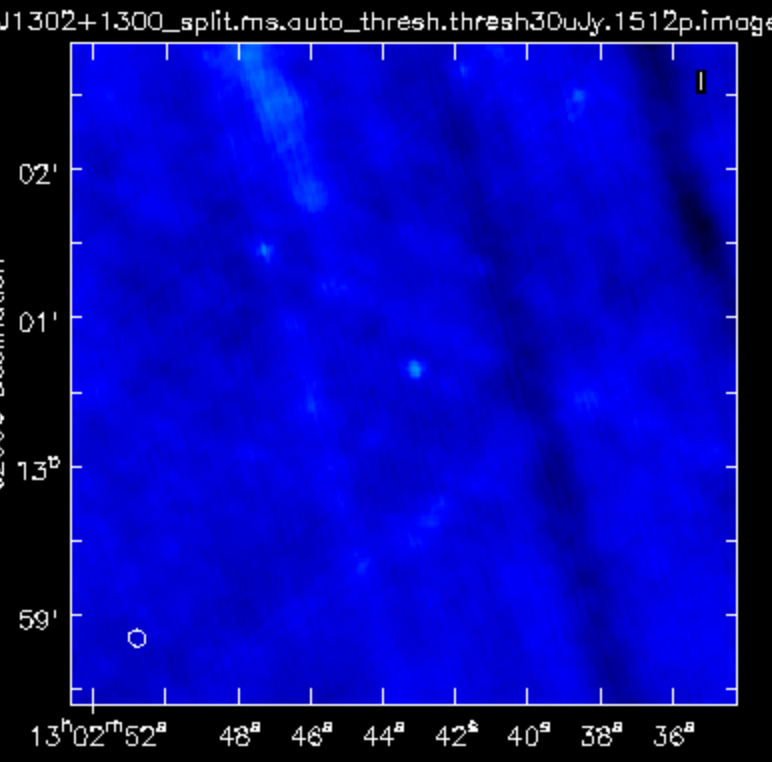 J1302+1300_split.ms.auto_thresh.thresh30uJy.1512p.image
I
02'
01'
13°
59'
13ʰ02ᵐ52ˢ 48ˢ 46ˢ 44ˢ 42ˢ 40ˢ 38ˢ 36ˢ